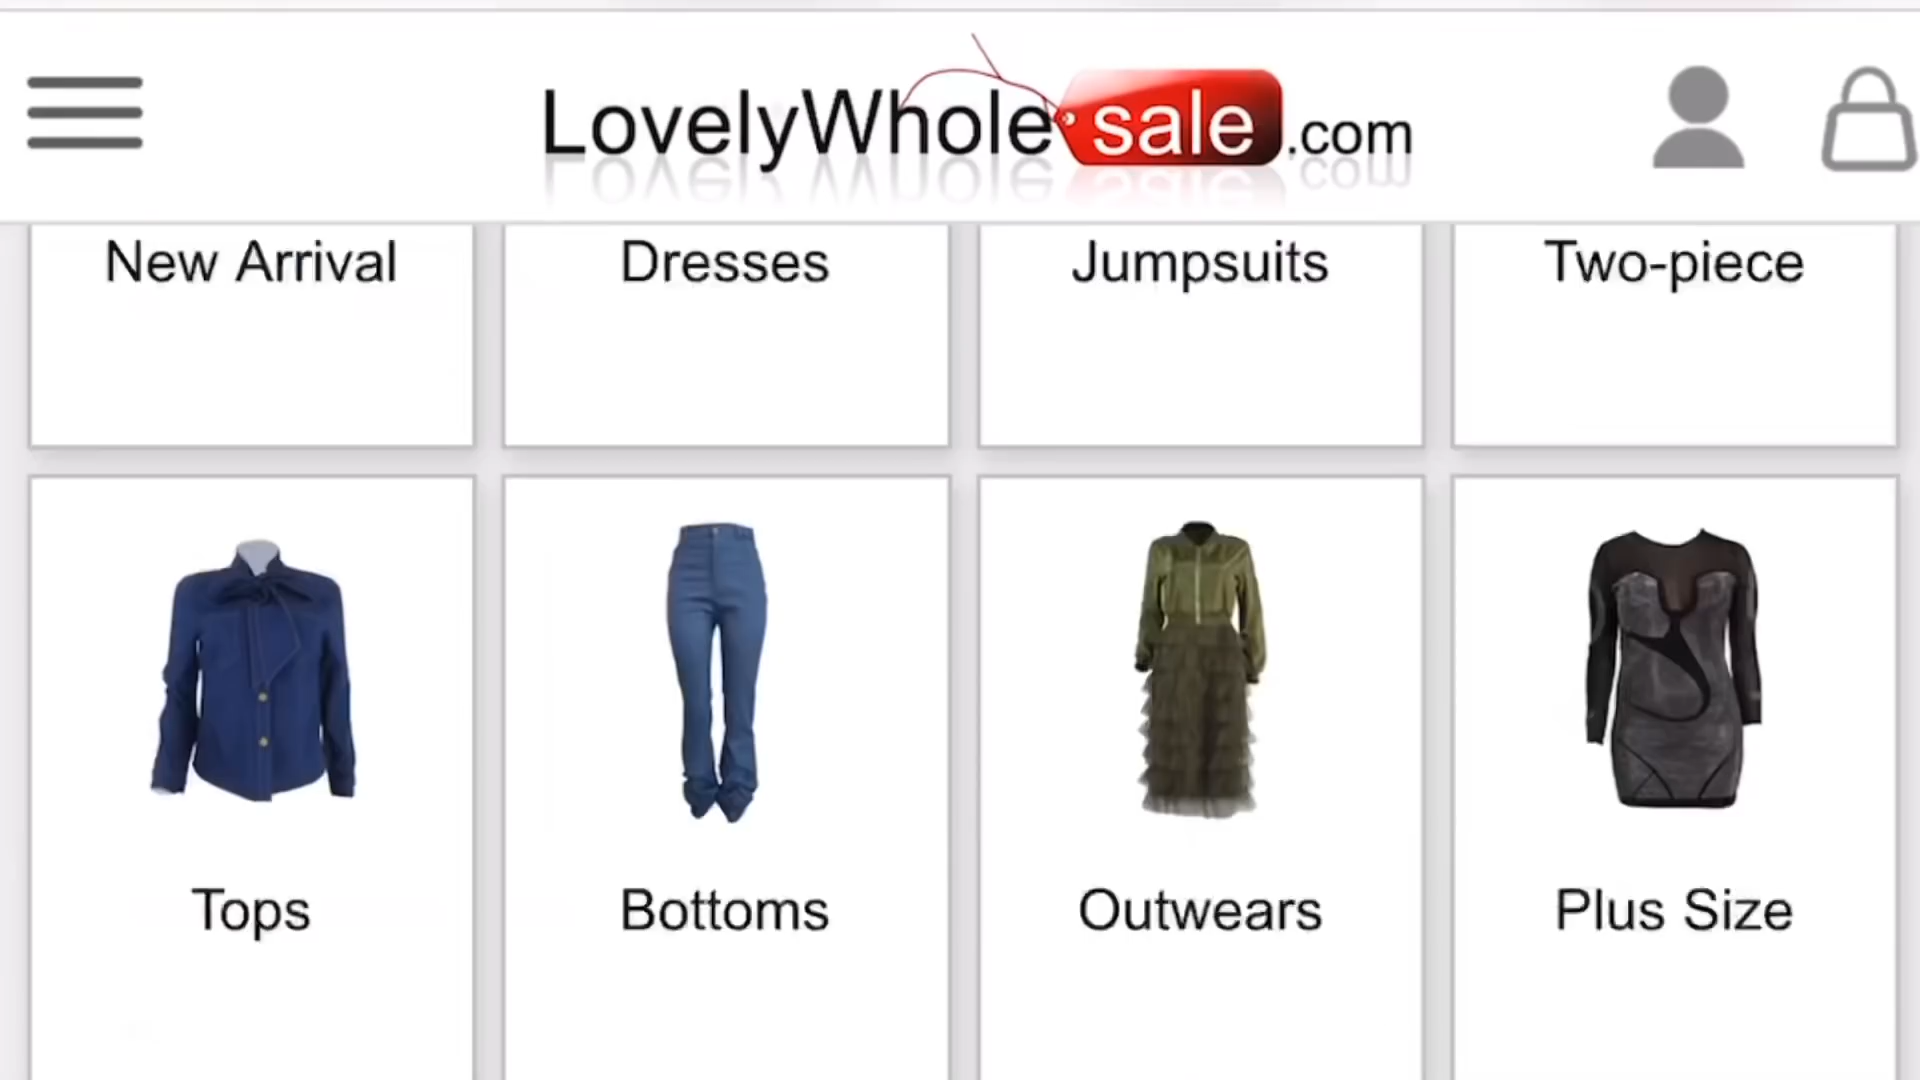 LovelyWholesale.com
New Arrival
Dresses
Jumpsuits
Two-piece
Tops
Bottoms
Outwears
Plus Size